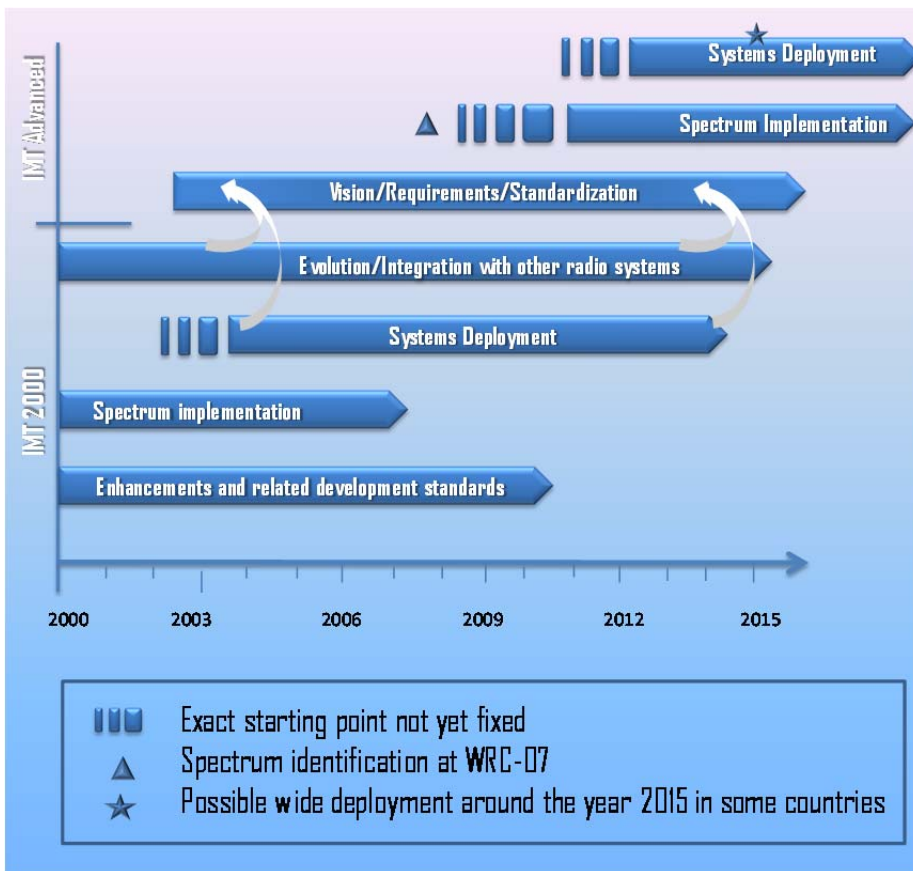 IMT Advanced
Systems Deployment
Spectrum Implementation
Vision/Requirements/Standardization
IMT 2000
Evolution/Integration with other radio systems
Systems Deployment
Spectrum implementation
Enhancements and related development standards
2000 2003 2006 2009 2012 2015
Exact starting point not yet fixed
Spectrum identification at WRC-07
Possible wide deployment around the year 2015 in some countries